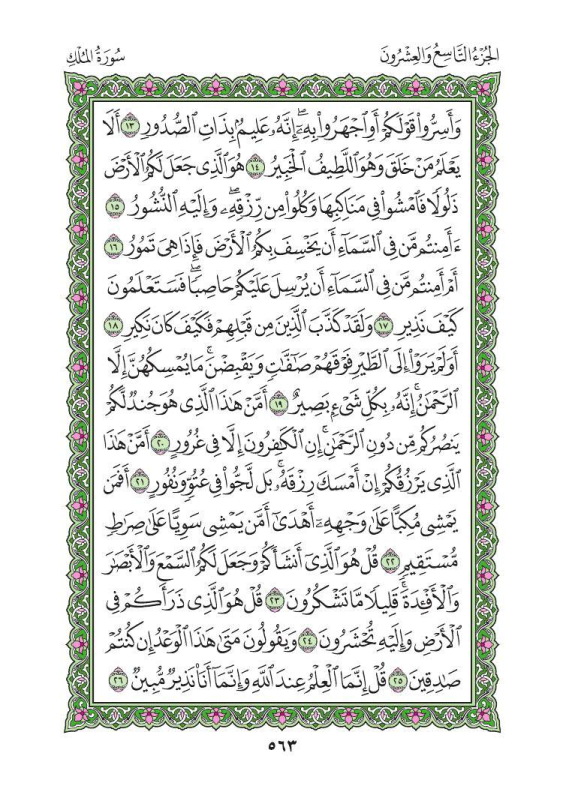 الجُزْءُ التَّاسِعُ وَالعِشْرُونَ
سُورَةُ المُلْكِ
وَأَسِرُّوا۟ قَوْلَكُمْ أَوِ ٱجْهَرُوا۟ بِهِۦٓ ۖ إِنَّهُۥ عَلِيمٌۢ بِذَاتِ ٱلصُّدُورِ ١٣ أَلَا
يَعْلَمُ مَنْ خَلَقَ وَهُوَ ٱللَّطِيفُ ٱلْخَبِيرُ ١٤ هُوَ ٱلَّذِى جَعَلَ لَكُمُ ٱلْأَرْضَ
ذَلُولًا فَٱمْشُوا۟ فِى مَنَاكِبِهَا وَكُلُوا۟ مِن رِّزْقِهِۦ ۖ وَإِلَيْهِ ٱلنُّشُورُ ١٥
ءَأَمِنتُم مَّن فِى ٱلسَّمَآءِ أَن يَخْسِفَ بِكُمُ ٱلْأَرْضَ فَإِذَا هِىَ تَمُورُ ١٦
أَمْ أَمِنتُم مَّن فِى ٱلسَّمَآءِ أَن يُرْسِلَ عَلَيْكُمْ حَاصِبًا ۖ فَسَتَعْلَمُونَ
كَيْفَ نَذِيرِ ١٧ وَلَقَدْ كَذَّبَ ٱلَّذِينَ مِن قَبْلِهِمْ فَكَيْفَ كَانَ نَكِيرِ ١٨
أَوَلَمْ يَرَوْا۟ إِلَى ٱلطَّيْرِ فَوْقَهُمْ صَٰٓفَّٰتٍ وَيَقْبِضْنَ ۚ مَا يُمْسِكُهُنَّ إِلَّا
ٱلرَّحْمَٰنُ ۚ إِنَّهُۥ بِكُلِّ شَىْءٍۭ بَصِيرٌ ١٩ أَمَّنْ هَٰذَا ٱلَّذِى هُوَ جُندٌ لَّكُمْ
يَنصُرُكُم مِّن دُونِ ٱلرَّحْمَٰنِ ۚ إِنِ ٱلْكَٰفِرُونَ إِلَّا فِى غُرُورٍ ٢٠ أَمَّنْ هَٰذَا
ٱلَّذِى يَرْزُقُكُمْ إِنْ أَمْسَكَ رِزْقَهُۥ ۚ بَل لَّجُّوا۟ فِى عُتُوٍّ وَنُفُورٍ ٢١ أَفَمَن
يَمْشِى مُكِبًّا عَلَىٰ وَجْهِهِۦٓ أَهْدَىٰٓ أَمَّن يَمْشِى سَوِيًّا عَلَىٰ صِرَٰطٍ
مُّسْتَقِيمٍ ٢٢ قُلْ هُوَ ٱلَّذِىٓ أَنشَأَكُمْ وَجَعَلَ لَكُمُ ٱلسَّمْعَ وَٱلْأَبْصَٰرَ
وَٱلْأَفْـِٔدَةَ ۖ قَلِيلًا مَّا تَشْكُرُونَ ٢٣ قُلْ هُوَ ٱلَّذِى ذَرَأَكُمْ فِى
ٱلْأَرْضِ وَإِلَيْهِ تُحْشَرُونَ ٢٤ وَيَقُولُونَ مَتَىٰ هَٰذَا ٱلْوَعْدُ إِن كُنتُمْ
صَٰدِقِينَ ٢٥ قُلْ إِنَّمَا ٱلْعِلْمُ عِندَ ٱللَّهِ وَإِنَّمَآ أَنَا۠ نَذِيرٌ مُّبِينٌ ٢٦
٥٦٣